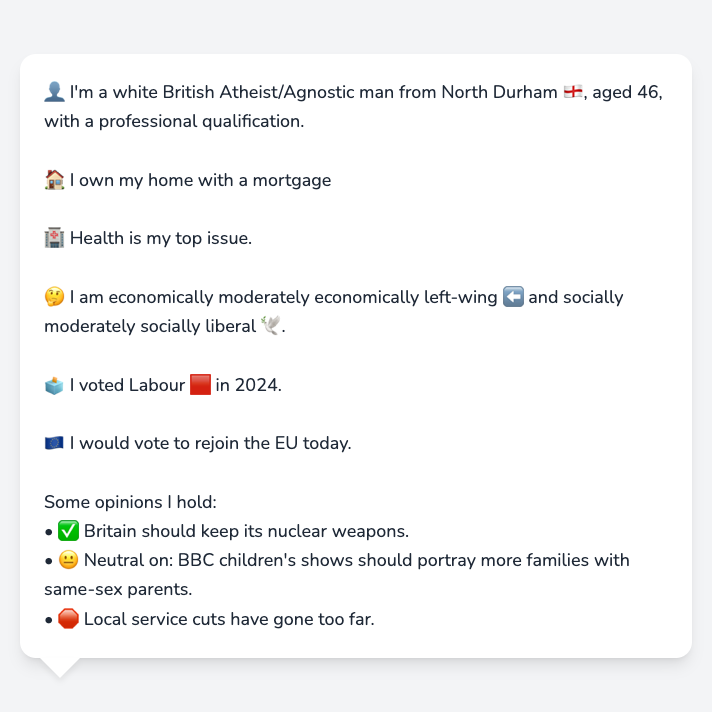 👤 I'm a white British Atheist/Agnostic man from North Durham 🏴󠁧󠁢󠁥󠁮󠁧󠁿, aged 46,
with a professional qualification.
🏠 I own my home with a mortgage
🏥 Health is my top issue.
🤔 I am economically moderately economically left-wing ⬅️ and socially
moderately socially liberal 🕊️.
🗳️ I voted Labour 🟥 in 2024.
🇪🇺 I would vote to rejoin the EU today.
Some opinions I hold:
• ✅ Britain should keep its nuclear weapons.
• 😐 Neutral on: BBC children's shows should portray more families with
same-sex parents.
• 🛑 Local service cuts have gone too far.